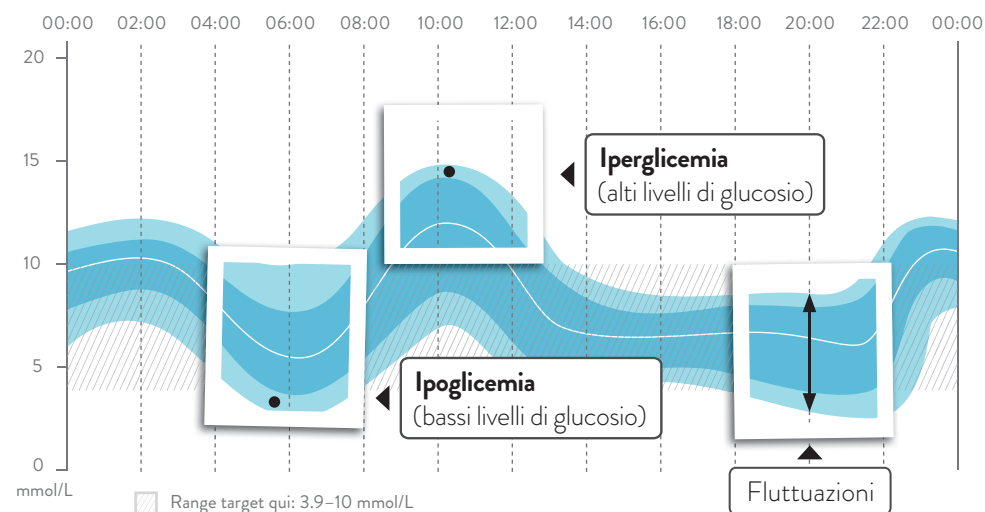 00:00 02:00 04:00 06:00 08:00 10:00 12:00 14:00 16:00 18:00 20:00 22:00 00:00
20
15
Iperglicemia
(alti livelli di glucosio)
10
5
Ipoglicemia
(bassi livelli di glucosio)
0
mmol/L
Fluttuazioni
Range target qui: 3.9–10 mmol/L